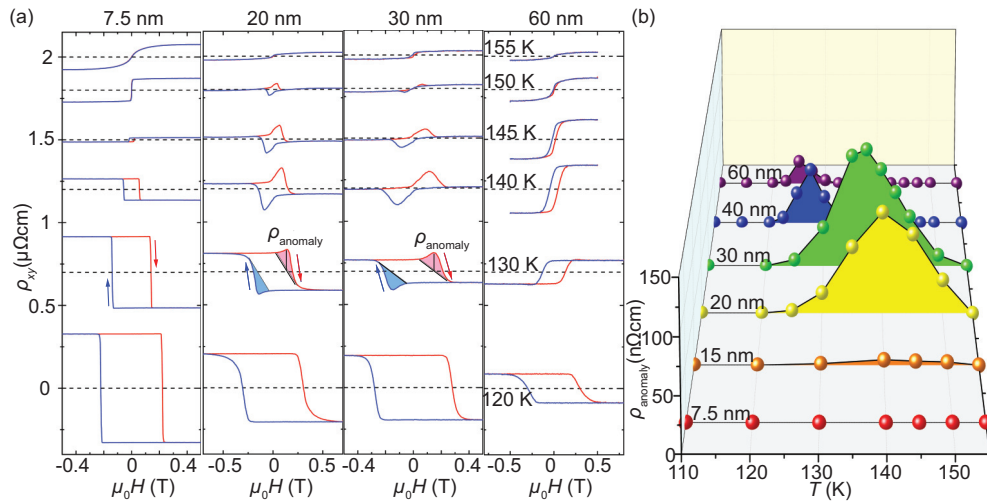 (a)
7.5 nm
20 nm
30 nm
60 nm
(b)
2
1.5
1
0.5
0
ρxy (μΩcm)
155 K
150 K
145 K
140 K
130 K
120 K
ρanomaly
ρanomaly
-0.4 0 0.4
-0.5 0 0.5
-0.4 0 0.4
-0.5 0 0.5
μ0H (T)
μ0H (T)
μ0H (T)
μ0H (T)
60 nm
40 nm
30 nm
20 nm
15 nm
7.5 nm
150
100
75
50
25
0
ρanomaly (nΩcm)
110 120 130 140 150
T (K)